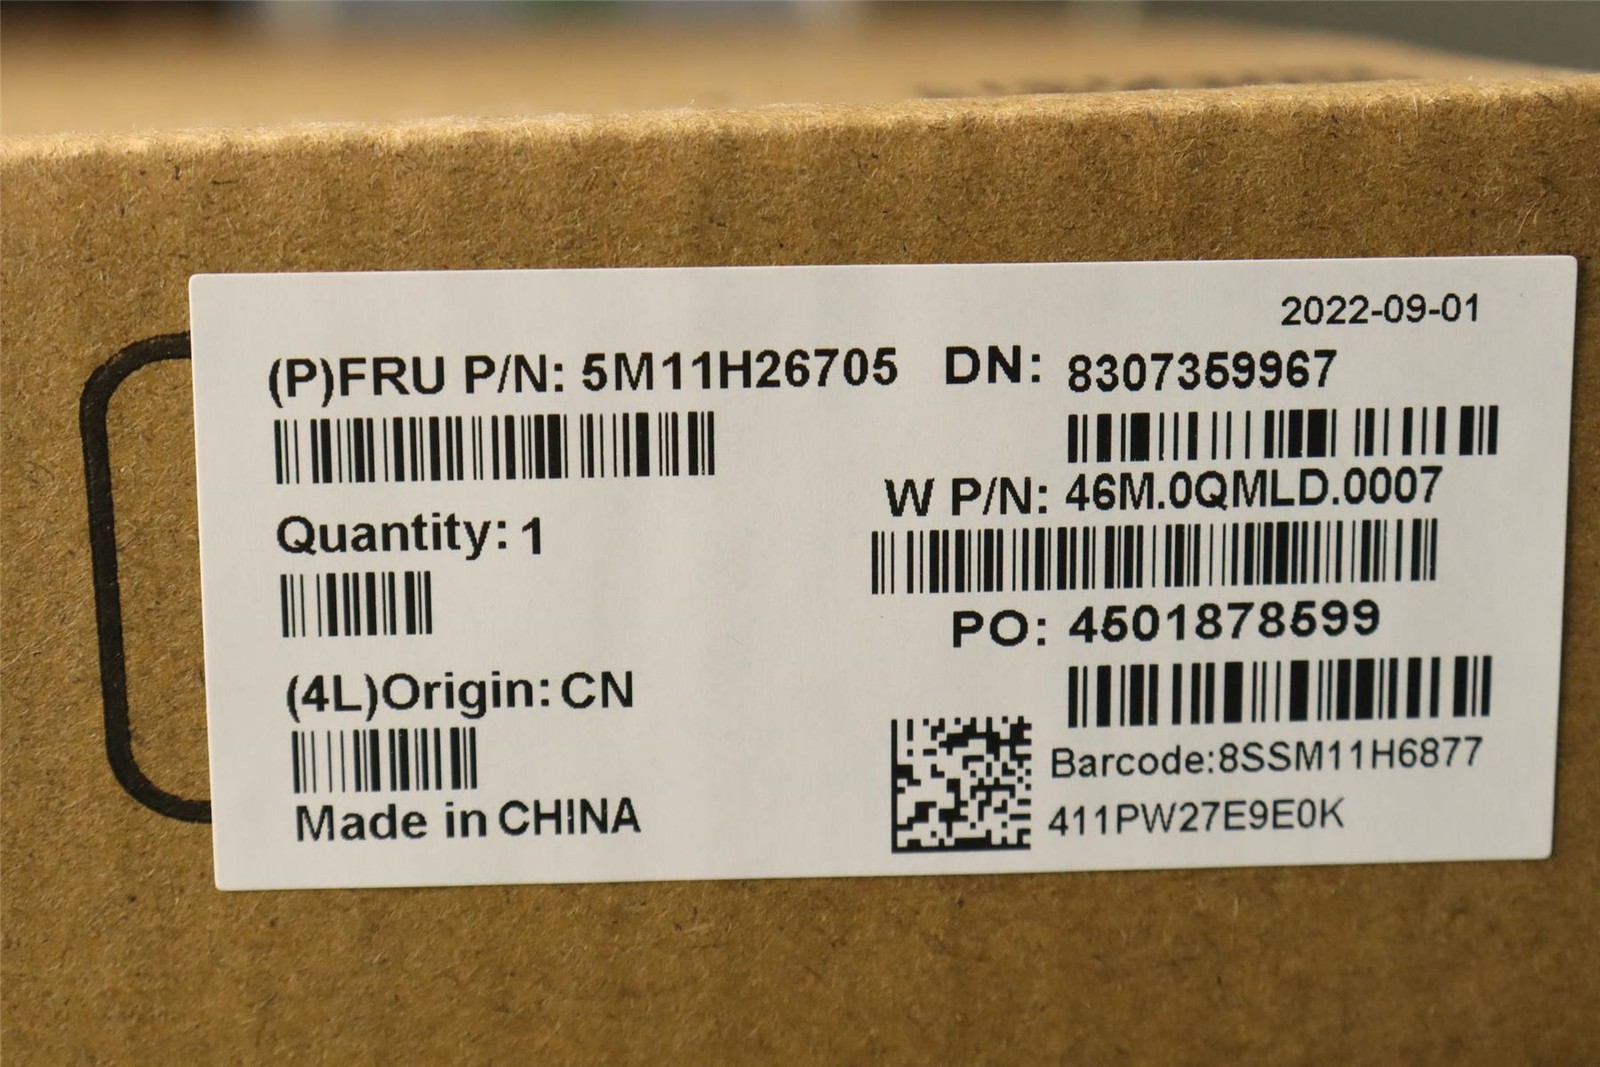 2022-09-01
(P)FRU P/N: 5M11H26705 DN: 8307359967
W P/N: 46M.0QMLD.0007
Quantity: 1
PO: 4501878599
(4L)Origin: CN
Barcode:8SSM11H6877
Made in CHINA
411PW27E9E0K